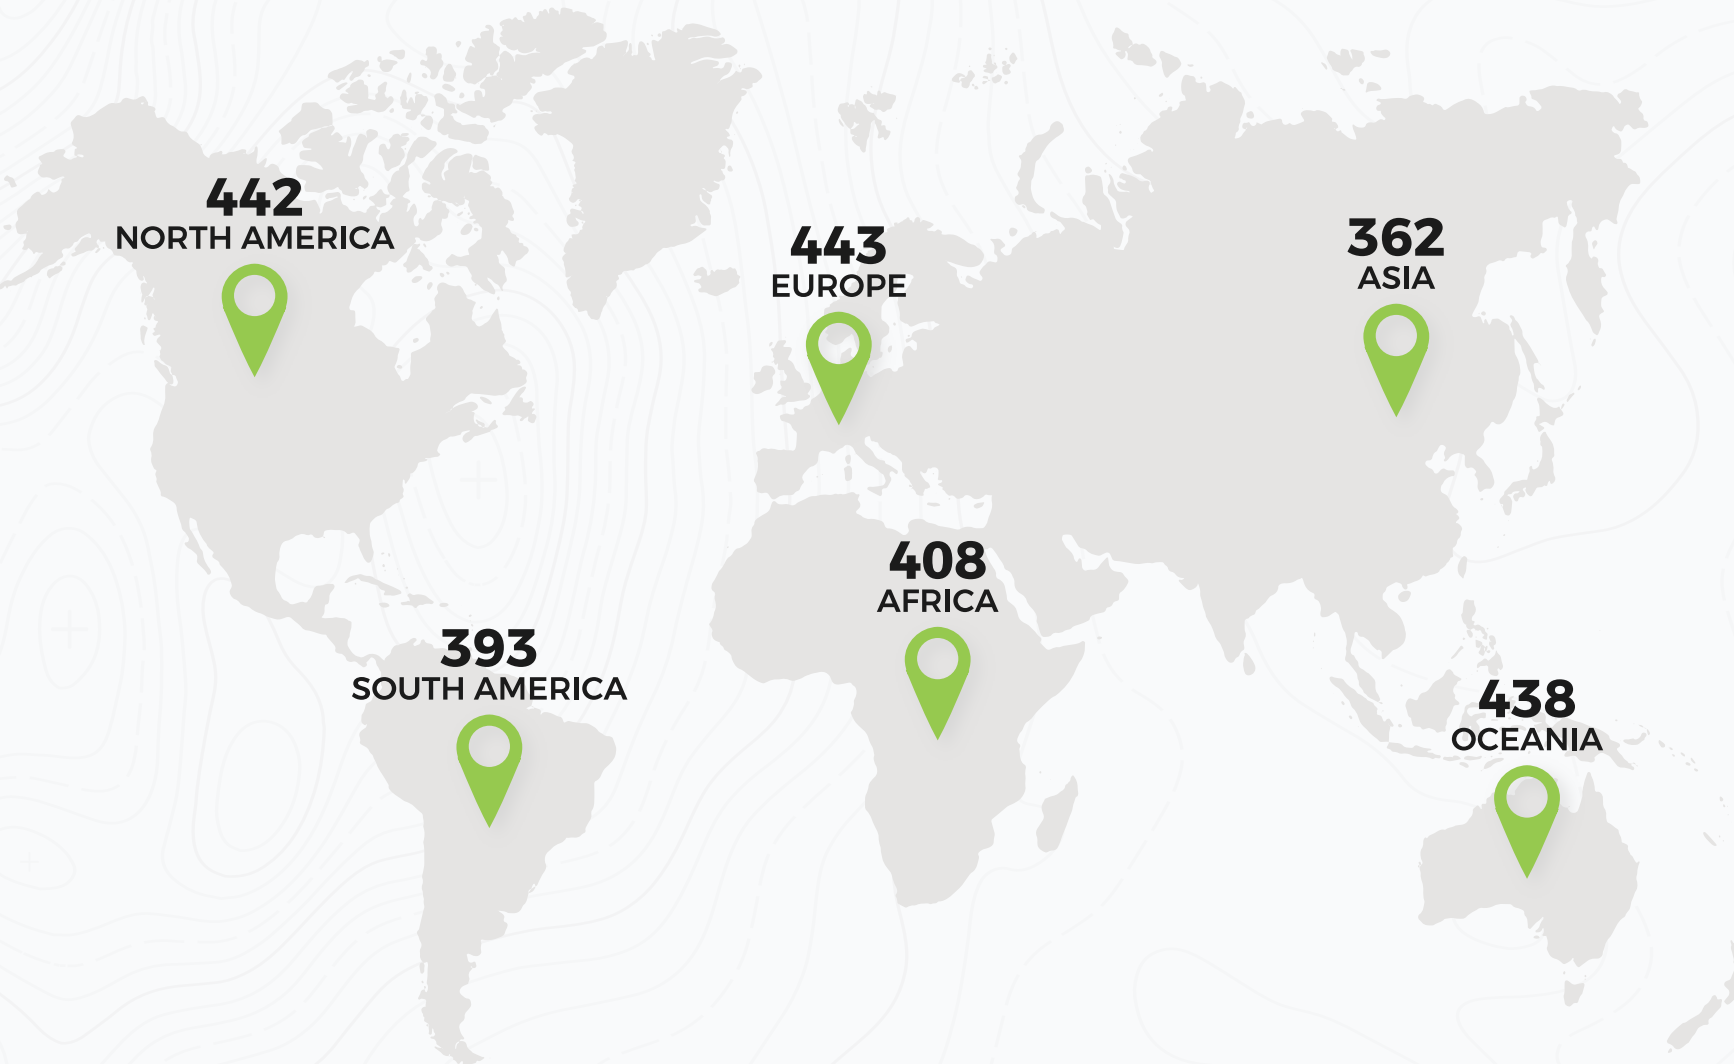 442
NORTH AMERICA
443
EUROPE
362
ASIA
408
AFRICA
393
SOUTH AMERICA
438
OCEANIA